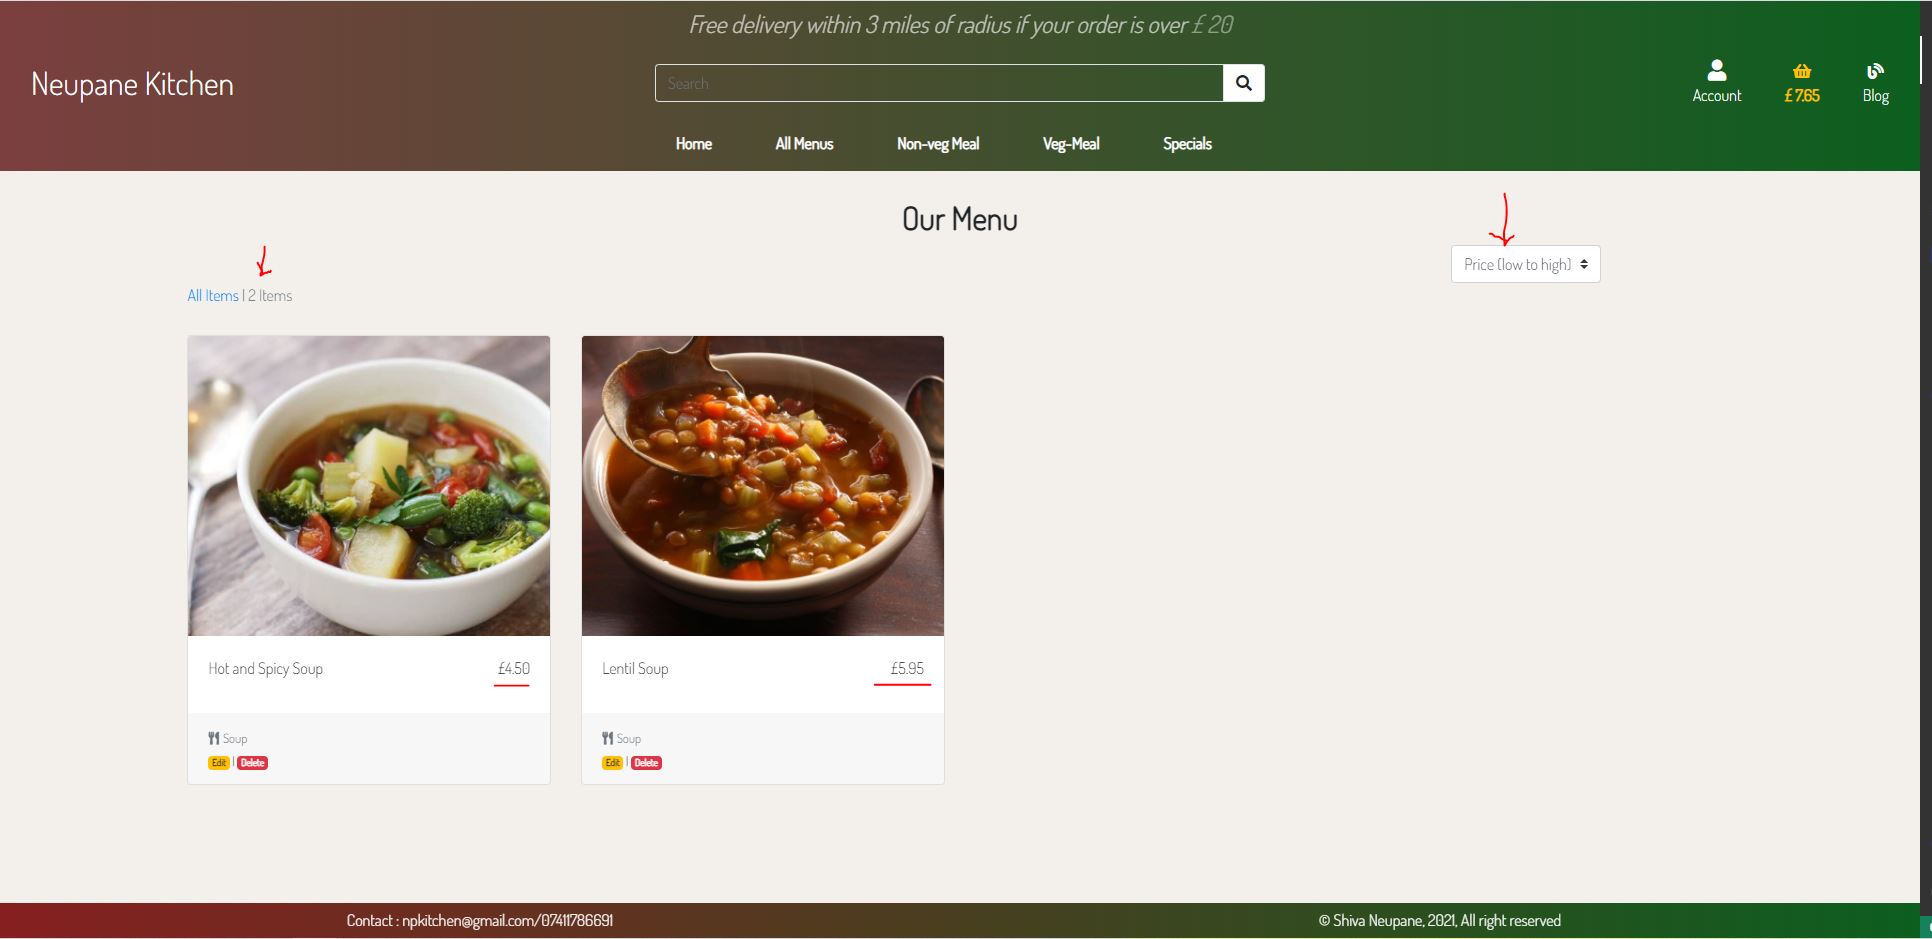 Free delivery within 3 miles of radius if your order is over £ 20
Neupane Kitchen
Search
Account
£ 7.65
Blog
Home
All Menus
Non-veg Meal
Veg-Meal
Specials
Our Menu
Price (low to high)
All Items | 2 Items
Hot and Spicy Soup
£4.50
Soup
Edit | Delete
Lentil Soup
£5.95
Soup
Edit | Delete
Contact : npkitchen@gmail.com/07411786691
© Shiva Neupane, 2021, All right reserved